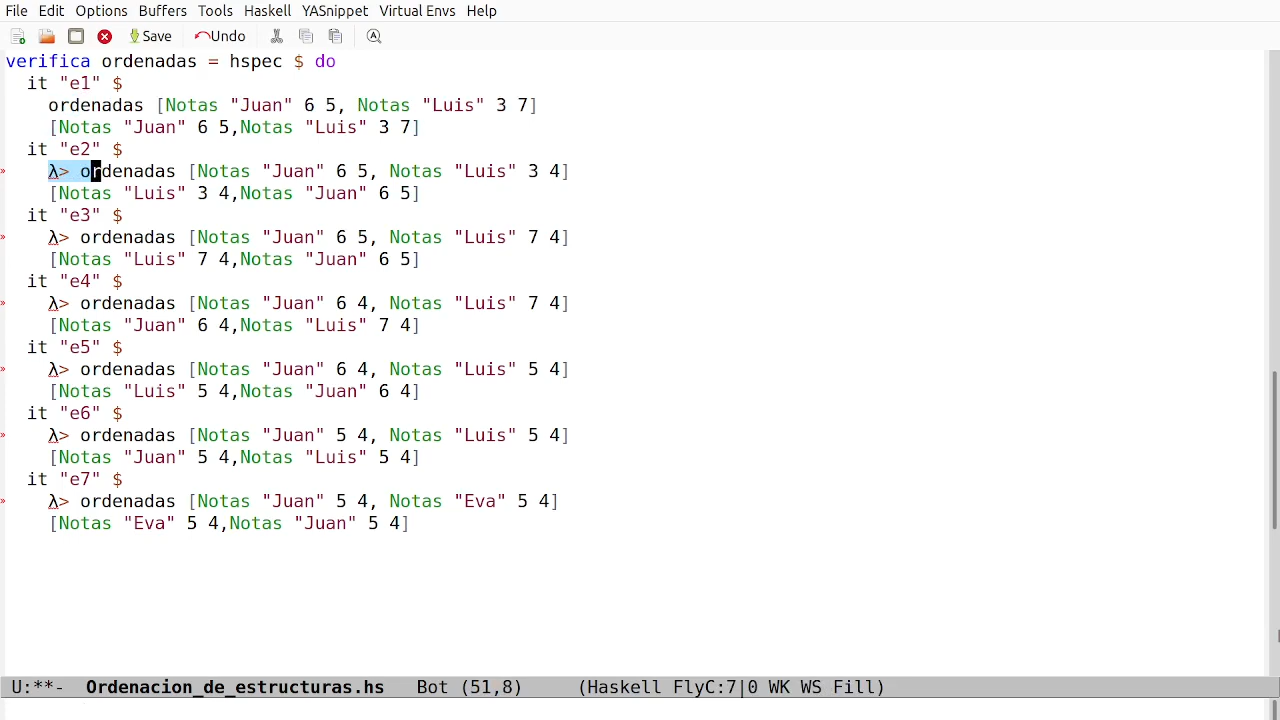 File Edit Options Buffers Tools Haskell YASnippet Virtual Envs Help
Save Undo
verifica ordenadas = hspec $ do
  it "e1" $
    ordenadas [Notas "Juan" 6 5, Notas "Luis" 3 7]
    [Notas "Juan" 6 5,Notas "Luis" 3 7]
  it "e2" $
    λ> ordenadas [Notas "Juan" 6 5, Notas "Luis" 3 4]
    [Notas "Luis" 3 4,Notas "Juan" 6 5]
  it "e3" $
    λ> ordenadas [Notas "Juan" 6 5, Notas "Luis" 7 4]
    [Notas "Luis" 7 4,Notas "Juan" 6 5]
  it "e4" $
    λ> ordenadas [Notas "Juan" 6 4, Notas "Luis" 7 4]
    [Notas "Juan" 6 4,Notas "Luis" 7 4]
  it "e5" $
    λ> ordenadas [Notas "Juan" 6 4, Notas "Luis" 5 4]
    [Notas "Luis" 5 4,Notas "Juan" 6 4]
  it "e6" $
    λ> ordenadas [Notas "Juan" 5 4, Notas "Luis" 5 4]
    [Notas "Juan" 5 4,Notas "Luis" 5 4]
  it "e7" $
    λ> ordenadas [Notas "Juan" 5 4, Notas "Eva" 5 4]
    [Notas "Eva" 5 4,Notas "Juan" 5 4]
U:**- Ordenacion_de_estructuras.hs Bot (51,8) (Haskell FlyC:7|0 WK WS Fill)